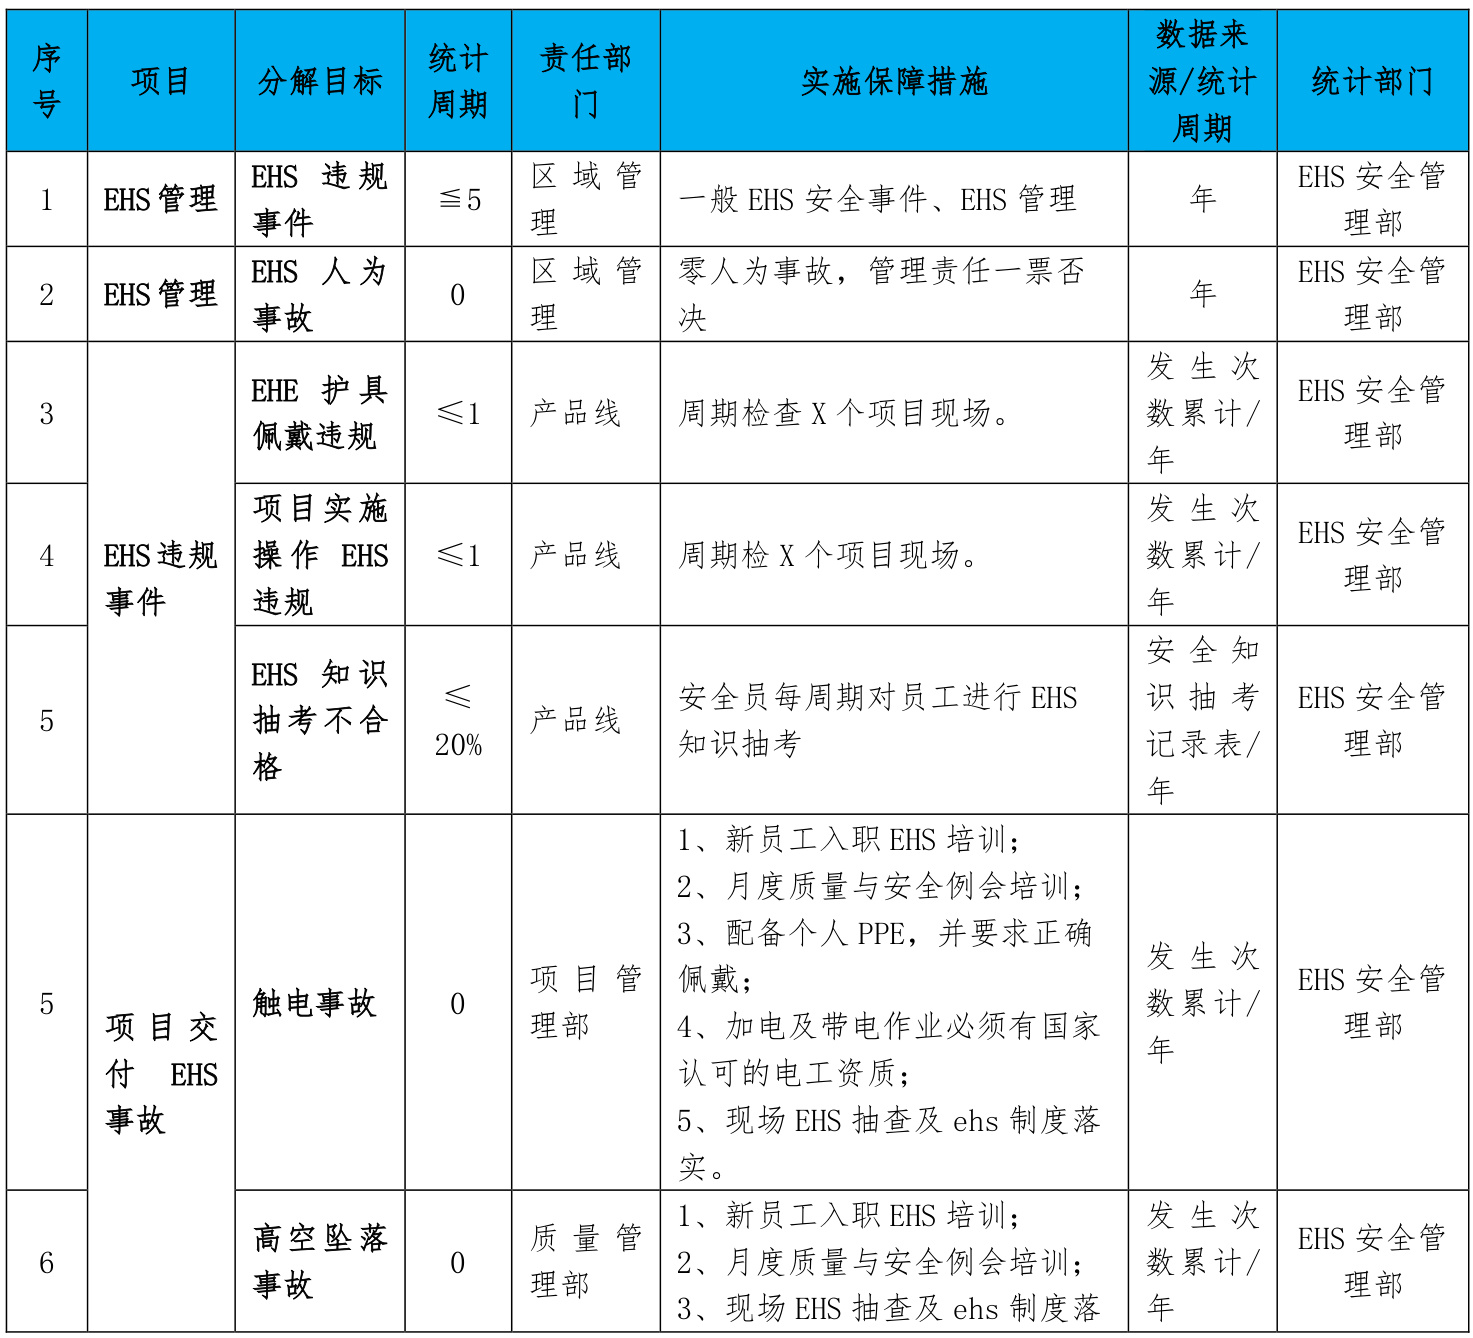 序号
项目
分解目标
统计周期
责任部门
实施保障措施
数据来源/统计周期
统计部门
1
EHS管理
EHS 违规
事件
≦5
区域管
理
一般 EHS 安全事件、EHS 管理
年
EHS 安全管
理部
2
EHS管理
EHS 人为
事故
0
区域管
理
零人为事故，管理责任一票否
决
年
EHS 安全管
理部
3
EHS违规
事件
EHE 护具
佩戴违规
≤1
产品线
周期检查 X 个项目现场。
发生次
数累计/
年
EHS 安全管
理部
4
项目实施
操作 EHS
违规
≤1
产品线
周期检 X 个项目现场。
发生次
数累计/
年
EHS 安全管
理部
5
EHS 知识
抽考不合
格
≤
20%
产品线
安全员每周期对员工进行 EHS
知识抽考
安全知
识抽考
记录表/
年
EHS 安全管
理部
5
项目交
付 EHS
事故
触电事故
0
项目管
理部
1、新员工入职 EHS 培训；
2、月度质量与安全例会培训；
3、配备个人 PPE，并要求正确
佩戴；
4、加电及带电作业必须有国家
认可的电工资质；
5、现场 EHS 抽查及 ehs 制度落
实。
发生次
数累计/
年
EHS 安全管
理部
6
高空坠落
事故
0
质量管
理部
1、新员工入职 EHS 培训；
2、月度质量与安全例会培训；
3、现场 EHS 抽查及 ehs 制度落
发生次
数累计/
年
EHS 安全管
理部